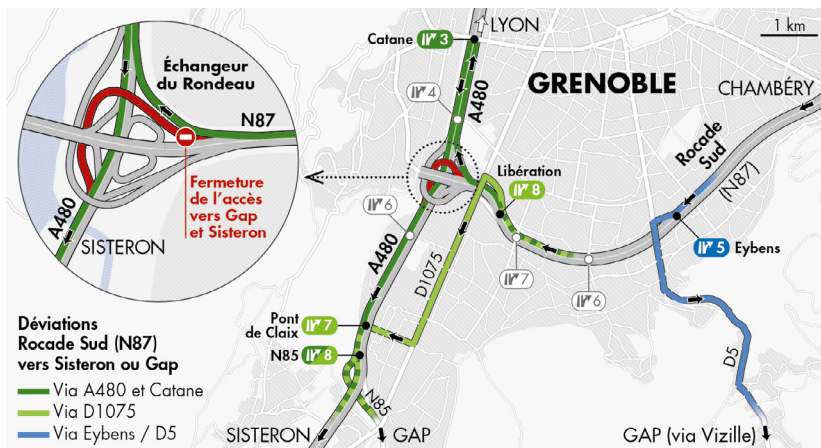 Échangeur
du Rondeau
N87
Fermeture
de l'accès
vers Gap
et Sisteron
A480
SISTERON
Déviations
Rocade Sud (N87)
vers Sisteron ou Gap
Via A480 et Catane
Via D1075
Via Eybens / D5
LYON
Catane 3
4
A480
GRENOBLE
1 km
CHAMBÉRY
Rocade
Sud
(N87)
Libération
8
6
A480
D1075
7
6
5 Eybens
Pont
de Claix 7
N85 8
N85
D5
SISTERON
GAP
GAP (via Vizille)